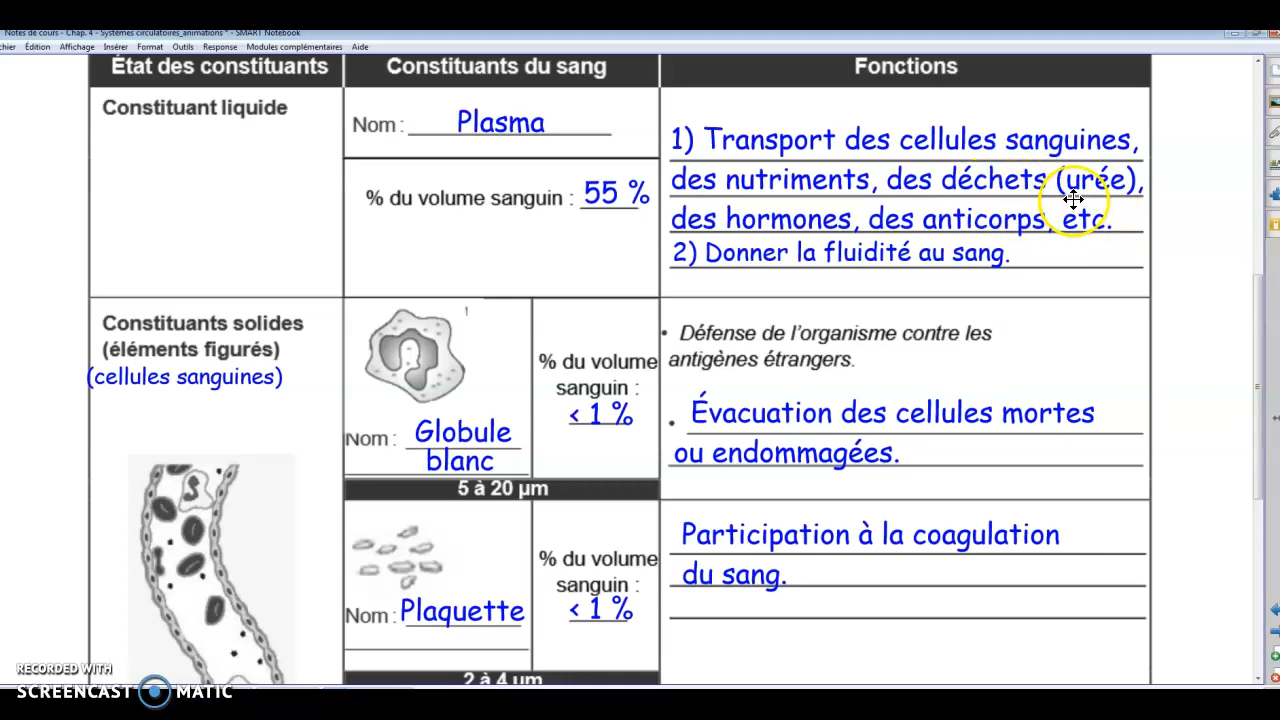 Notes de cours - Chap. 4 - Systèmes circulatoires_animations * - SMART Notebook
chier Édition Affichage Insérer Format Outils Response Modules complémentaires Aide
État des constituants
Constituants du sang
Fonctions
Constituant liquide
Nom : Plasma
% du volume sanguin : 55 %
1) Transport des cellules sanguines,
des nutriments, des déchets (urée),
des hormones, des anticorps, etc.
2) Donner la fluidité au sang.
Constituants solides
(éléments figurés)
(cellules sanguines)
Nom : Globule
blanc
% du volume
sanguin :
< 1 %
5 à 20 µm
• Défense de l'organisme contre les
antigènes étrangers.
• Évacuation des cellules mortes
ou endommagées.
Nom : Plaquette
% du volume
sanguin :
< 1 %
2 à 4 µm
Participation à la coagulation
du sang.
RECORDED WITH
SCREENCAST MATIC